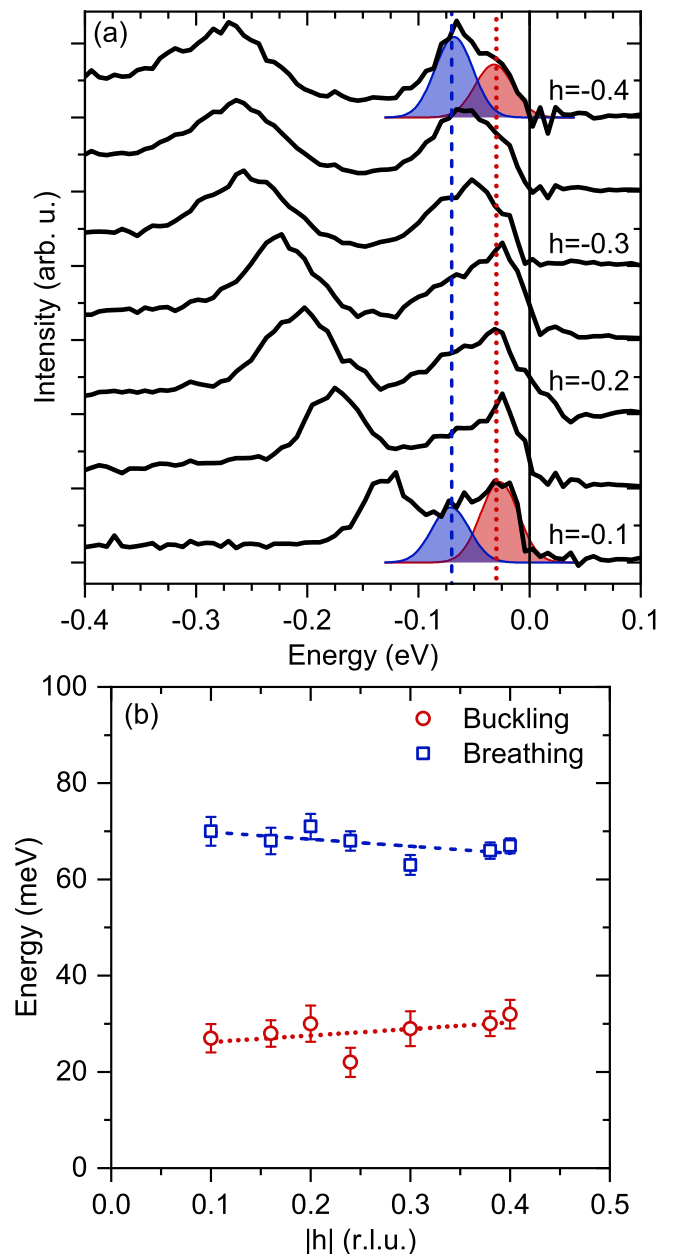 (a)
h=-0.4
h=-0.3
h=-0.2
h=-0.1
Intensity (arb. u.)
-0.4 -0.3 -0.2 -0.1 0.0 0.1
Energy (eV)
(b)
Buckling
Breathing
100
80
60
40
20
0
Energy (meV)
0.0 0.1 0.2 0.3 0.4 0.5
|h| (r.l.u.)